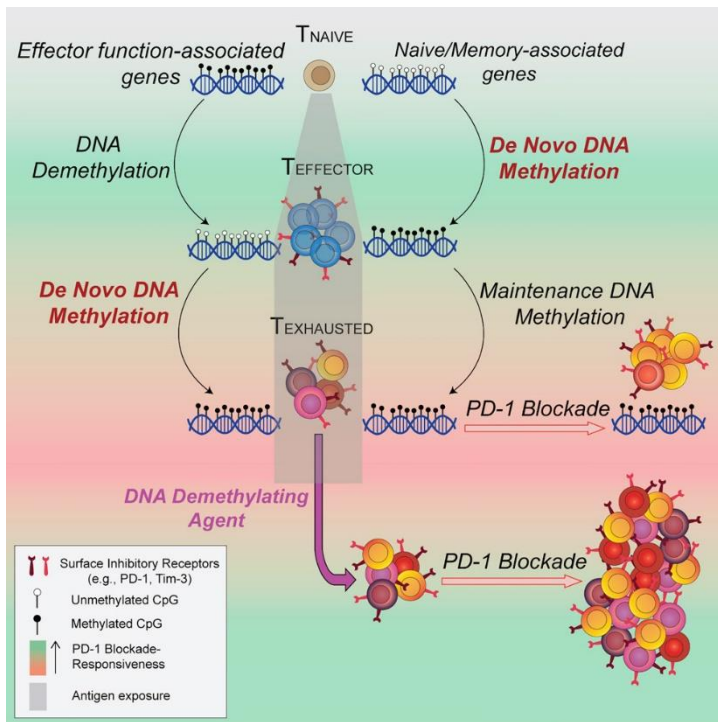 TNAIVE
Effector function-associated
genes
Naive/Memory-associated
genes
DNA
Demethylation
De Novo DNA
Methylation
TEFFECTOR
De Novo DNA
Methylation
Maintenance DNA
Methylation
TEXHAUSTED
PD-1 Blockade
DNA Demethylating
Agent
PD-1 Blockade
Surface Inhibitory Receptors
(e.g., PD-1, Tim-3)
Unmethylated CpG
Methylated CpG
PD-1 Blockade-
Responsiveness
Antigen exposure